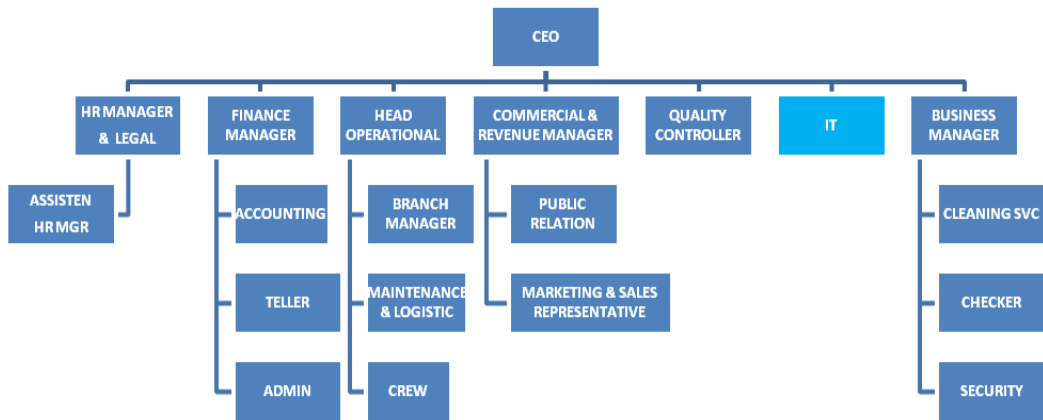 CEO
HR MANAGER
& LEGAL
FINANCE
MANAGER
HEAD
OPERATIONAL
COMMERCIAL &
REVENUE MANAGER
QUALITY
CONTROLLER
IT
BUSINESS
MANAGER
ASSISTEN
HR MGR
ACCOUNTING
BRANCH
MANAGER
PUBLIC
RELATION
CLEANING SVC
TELLER
MAINTENANCE
& LOGISTIC
MARKETING & SALES
REPRESENTATIVE
CHECKER
ADMIN
CREW
SECURITY